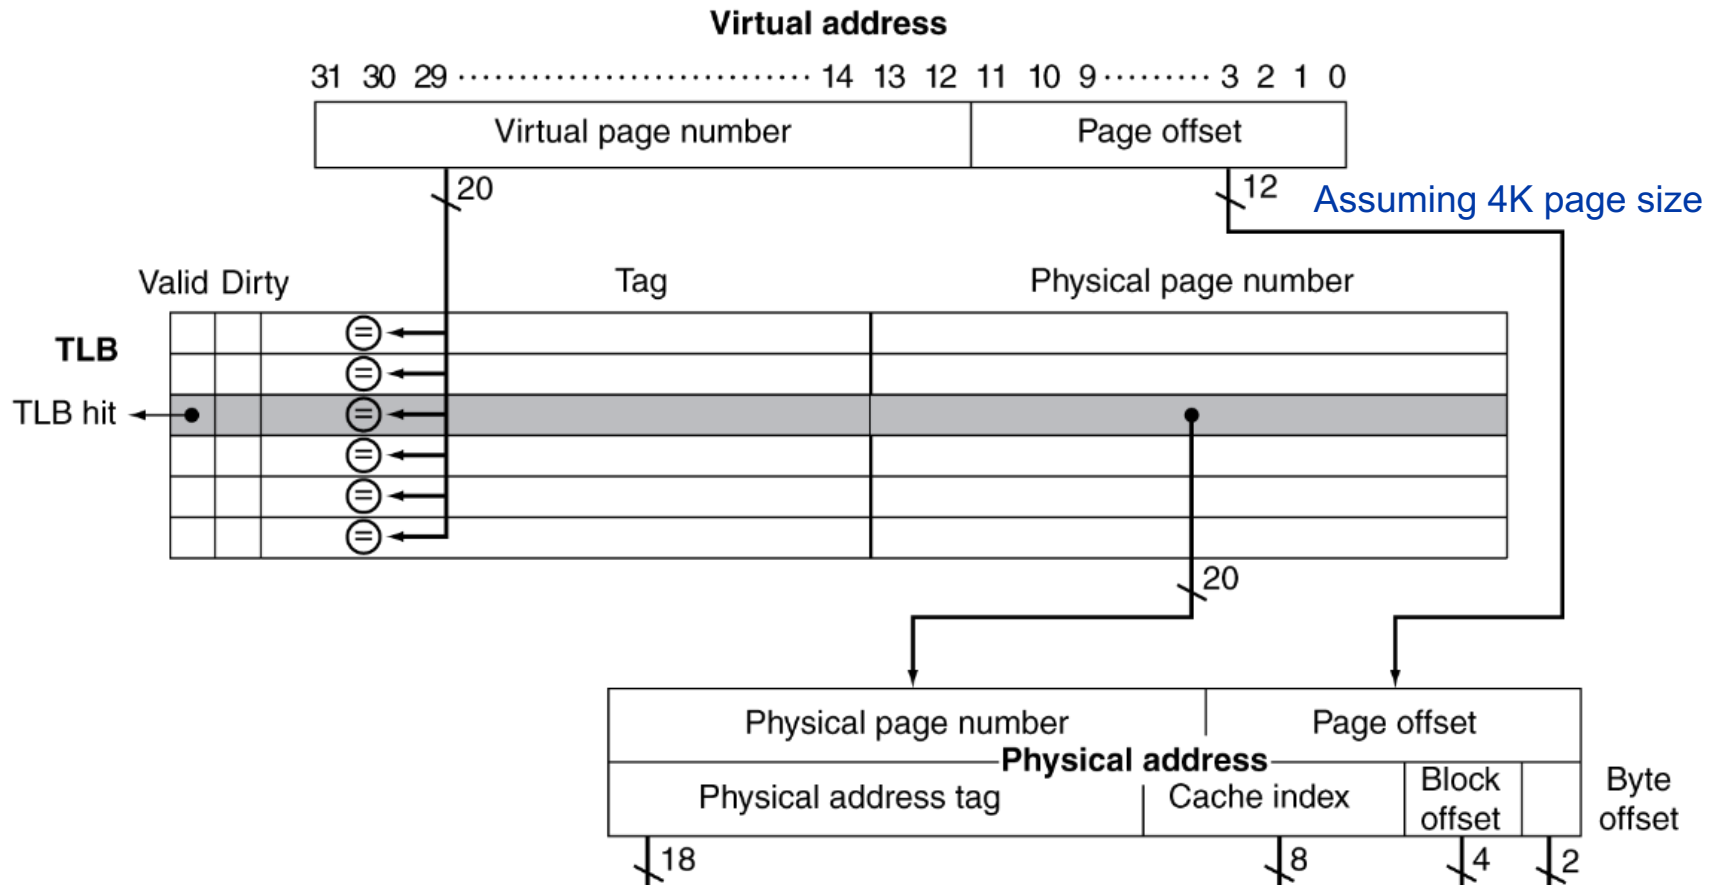 Virtual address
31 30 29 ............................. 14 13 12 11 10 9 ......... 3 2 1 0
Virtual page number Page offset
20 12 Assuming 4K page size
Valid Dirty Tag Physical page number
TLB
=
=
TLB hit =
=
=
=
20
Physical page number Page offset
Physical address
Physical address tag Cache index Block offset Byte offset
18 8 4 2